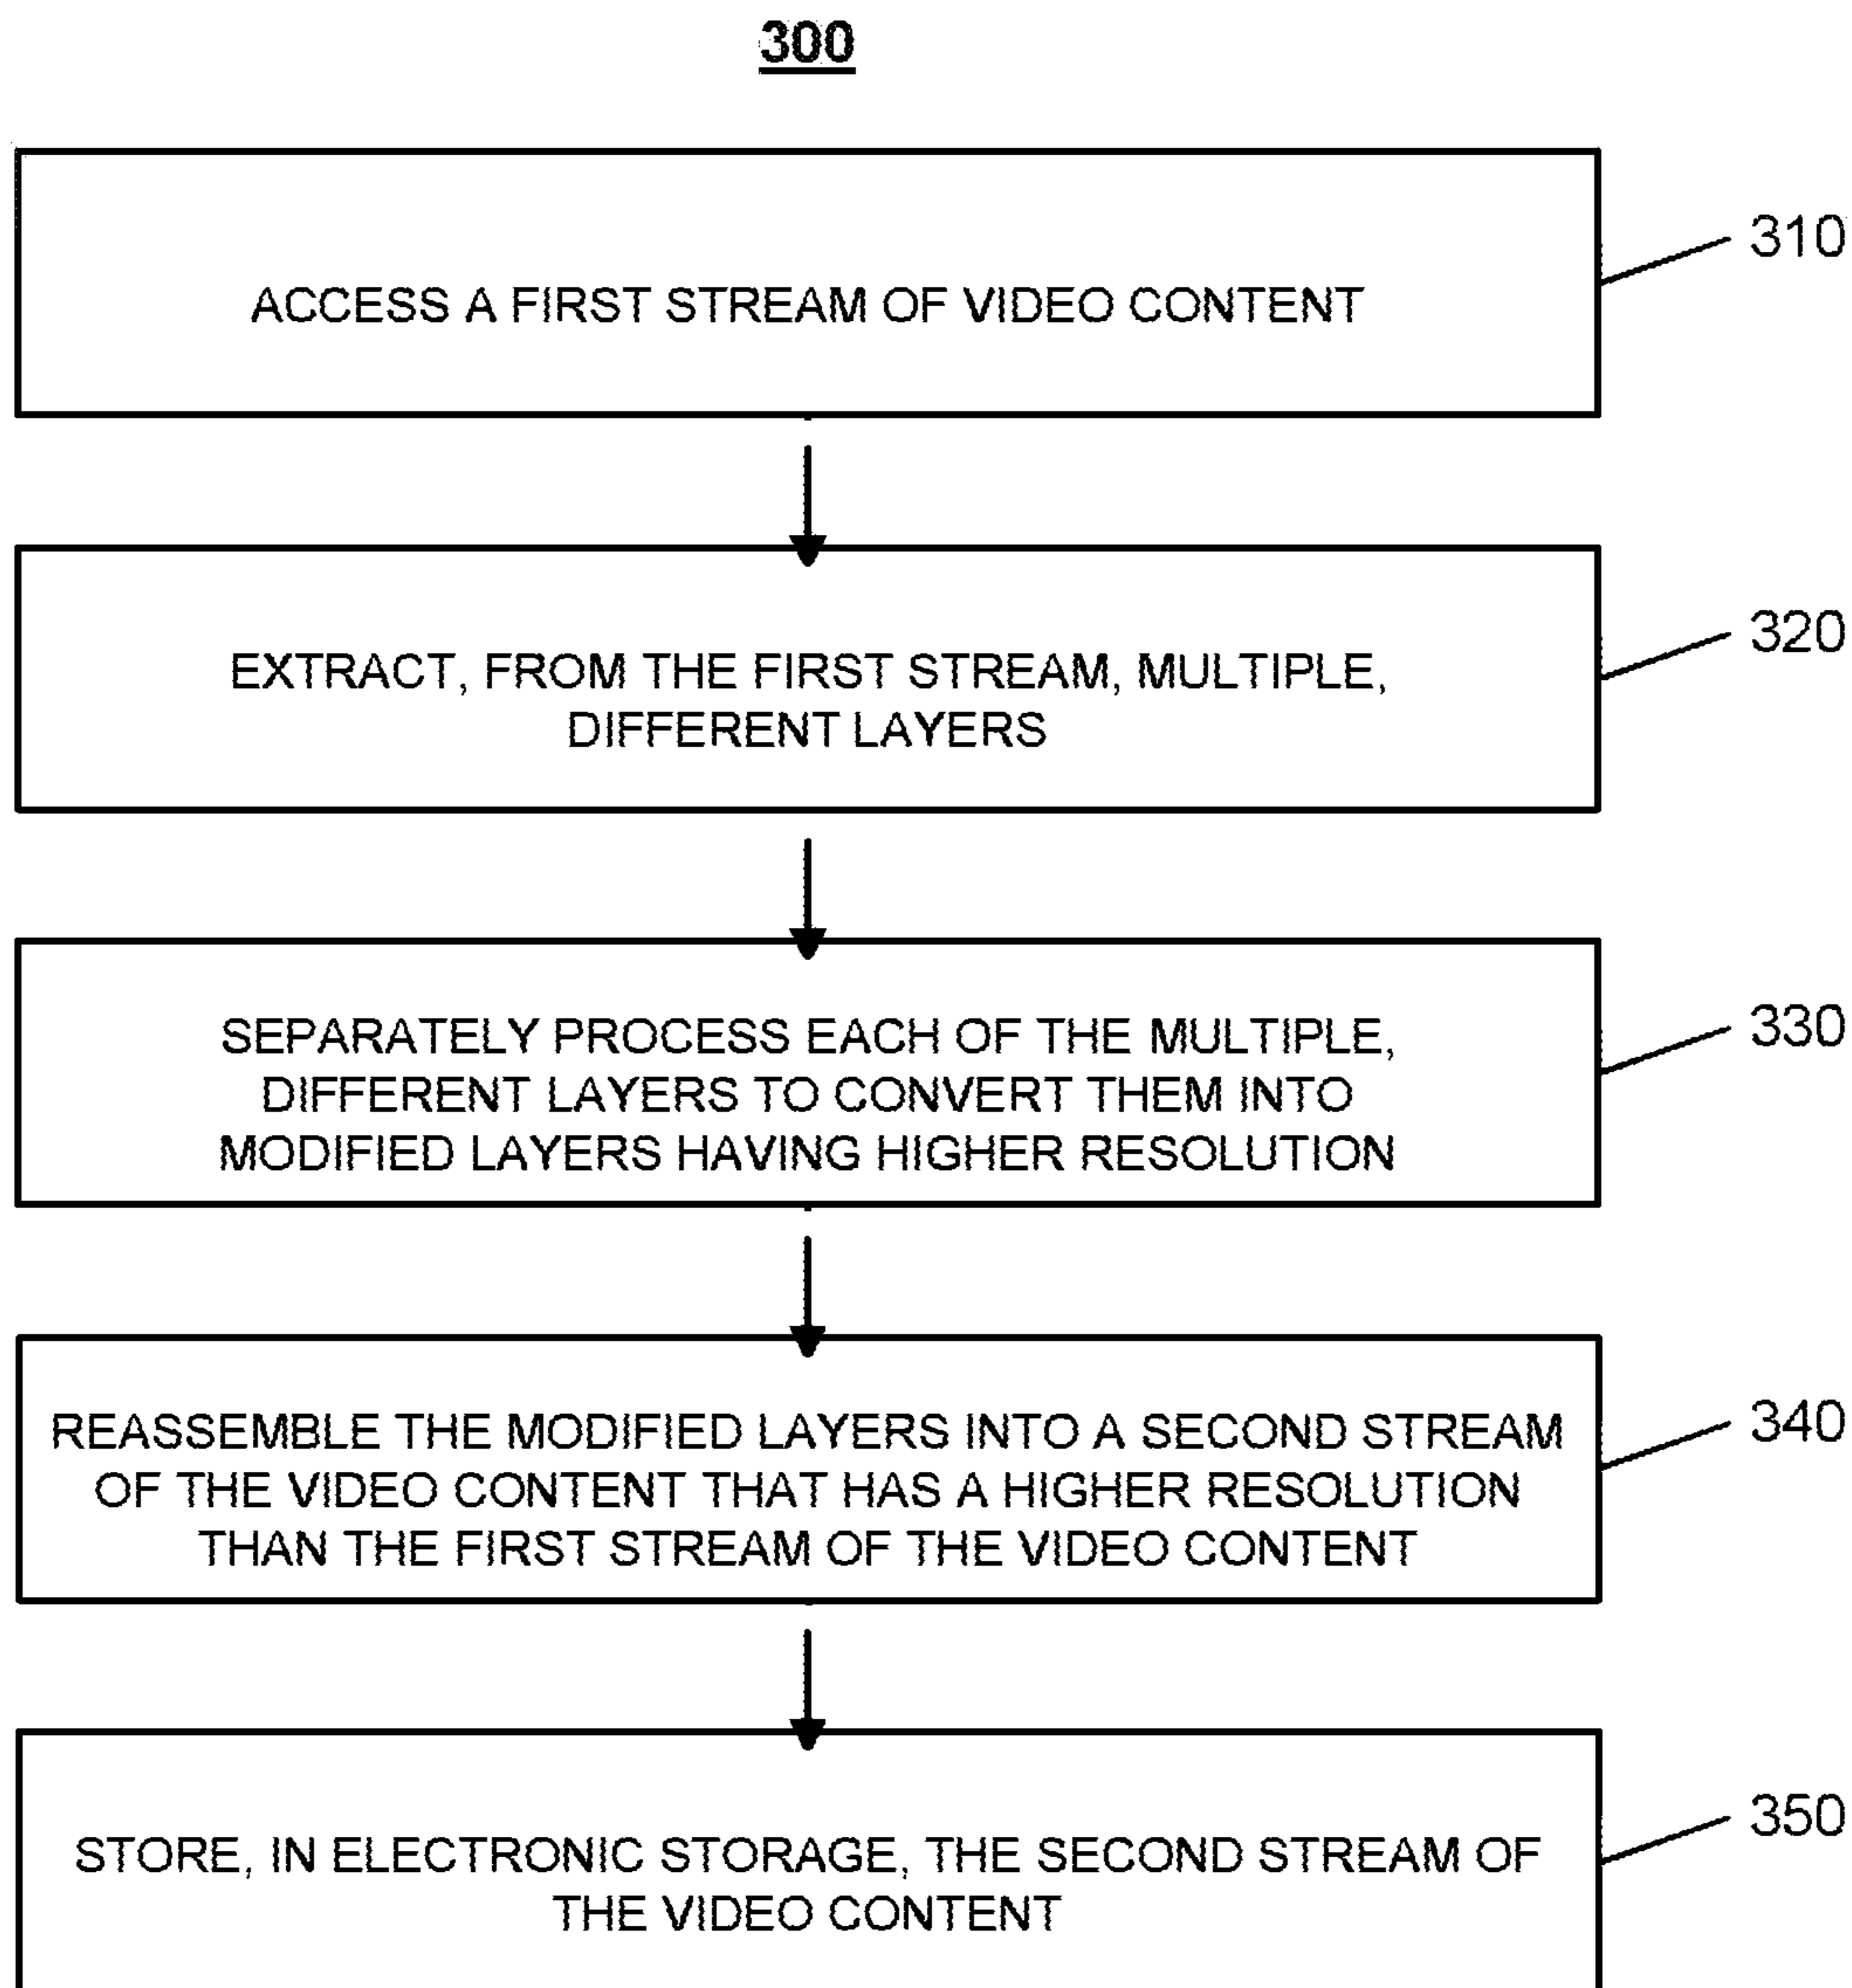 300
ACCESS A FIRST STREAM OF VIDEO CONTENT
310
EXTRACT, FROM THE FIRST STREAM, MULTIPLE,
DIFFERENT LAYERS
320
SEPARATELY PROCESS EACH OF THE MULTIPLE,
DIFFERENT LAYERS TO CONVERT THEM INTO
MODIFIED LAYERS HAVING HIGHER RESOLUTION
330
REASSEMBLE THE MODIFIED LAYERS INTO A SECOND STREAM
OF THE VIDEO CONTENT THAT HAS A HIGHER RESOLUTION
THAN THE FIRST STREAM OF THE VIDEO CONTENT
340
STORE, IN ELECTRONIC STORAGE, THE SECOND STREAM OF
THE VIDEO CONTENT
350